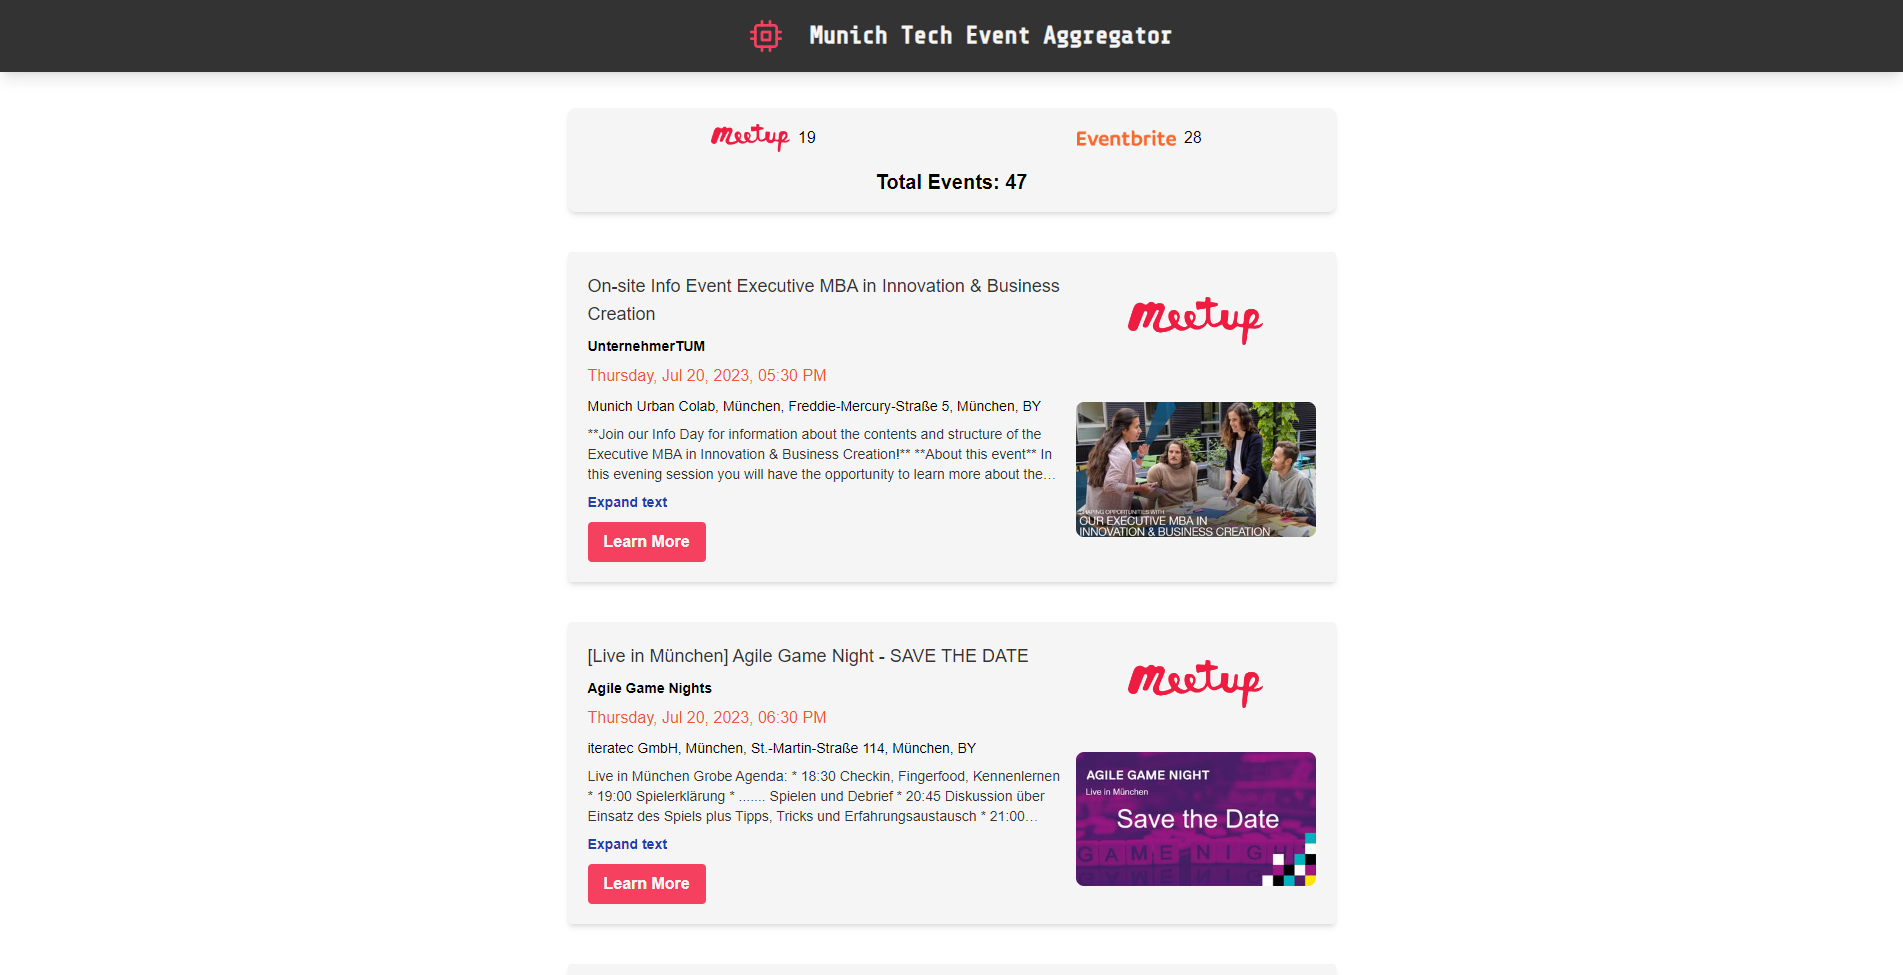 Munich Tech Event Aggregator
meetup 19
Eventbrite 28
Total Events: 47
On-site Info Event Executive MBA in Innovation & Business
Creation
UnternehmerTUM
Thursday, Jul 20, 2023, 05:30 PM
Munich Urban Colab, München, Freddie-Mercury-Straße 5, München, BY
**Join our Info Day for information about the contents and structure of the
Executive MBA in Innovation & Business Creation!** **About this event** In
this evening session you will have the opportunity to learn more about the…
Expand text
Learn More
meetup
SHAPING OPPORTUNITIES WITH
OUR EXECUTIVE MBA IN
INNOVATION & BUSINESS CREATION
[Live in München] Agile Game Night - SAVE THE DATE
Agile Game Nights
Thursday, Jul 20, 2023, 06:30 PM
iteratec GmbH, München, St.-Martin-Straße 114, München, BY
Live in München Grobe Agenda: * 18:30 Checkin, Fingerfood, Kennenlernen
* 19:00 Spielerklärung * ....... Spielen und Debrief * 20:45 Diskussion über
Einsatz des Spiels plus Tipps, Tricks und Erfahrungsaustausch * 21:00…
Expand text
Learn More
meetup
AGILE GAME NIGHT
Live in München
Save the Date
GAME NIGH